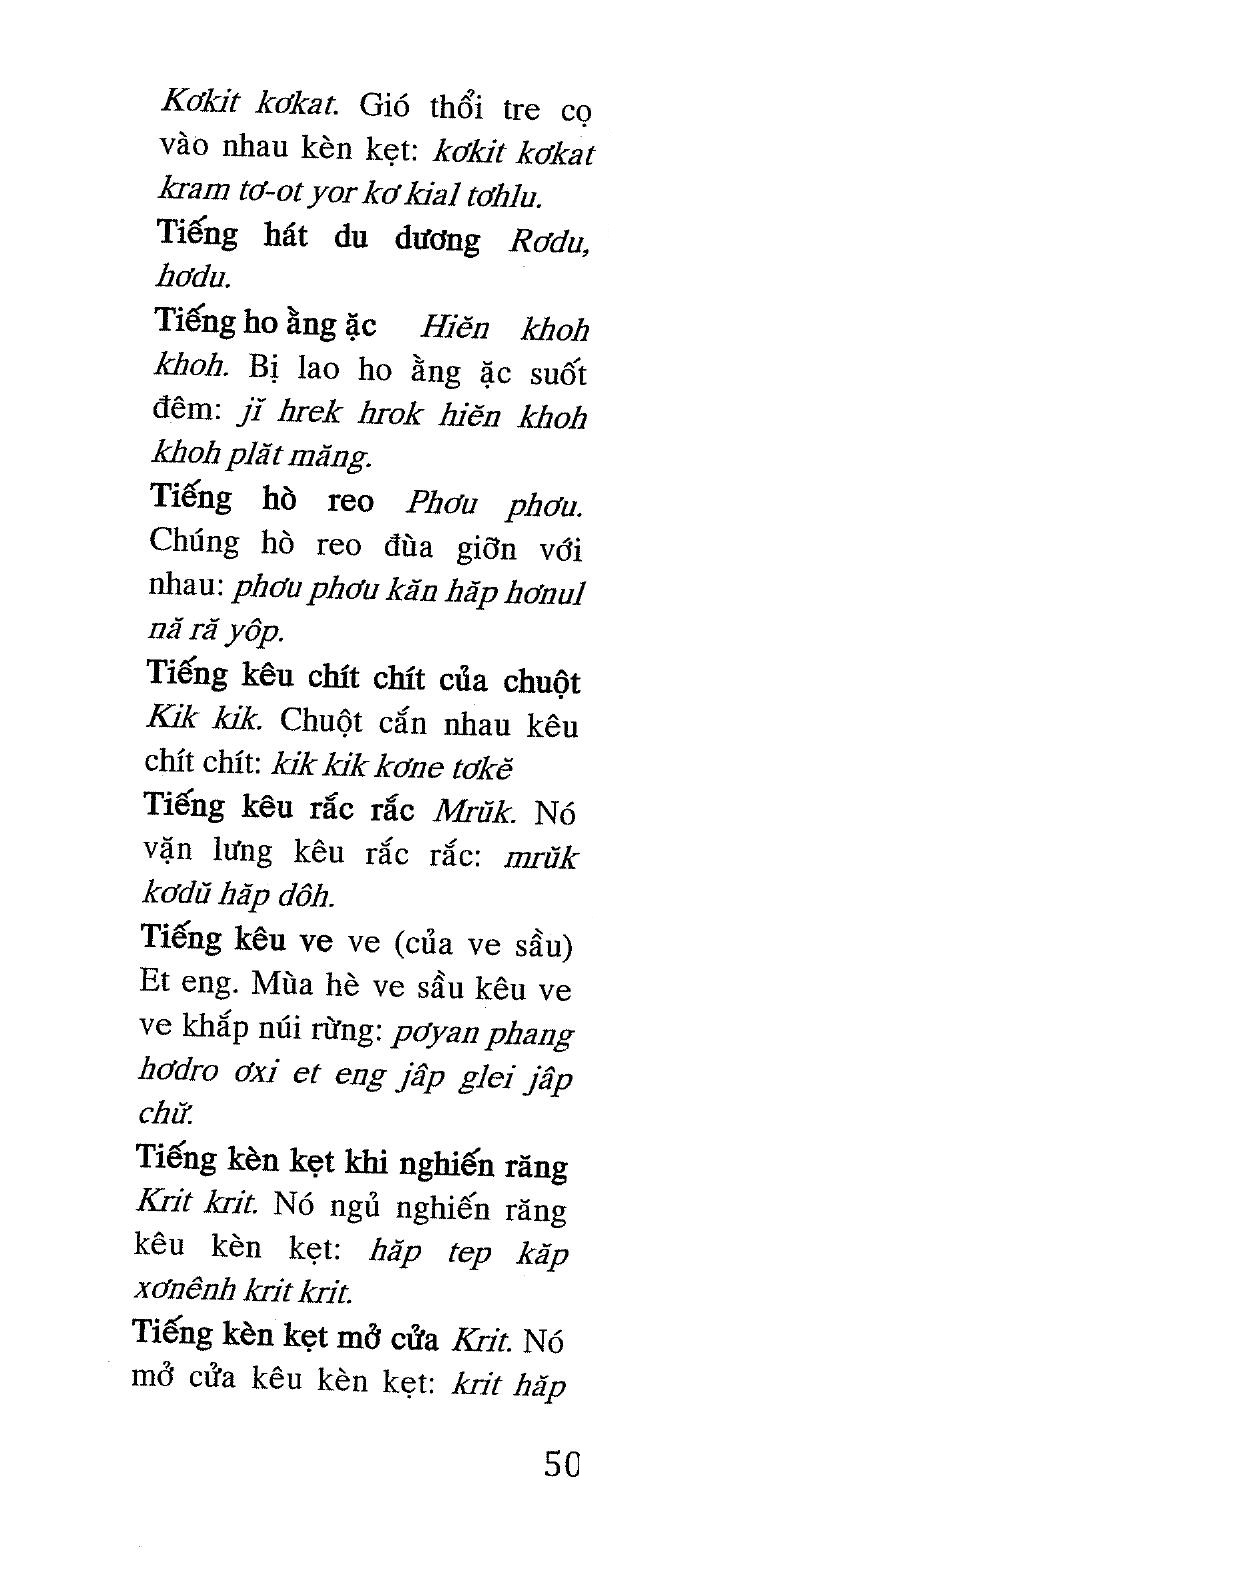 Kơkit kơkat. Gió thổi tre cọ
vào nhau kèn kẹt: kơkit kơkat
kram tơ-ot yor kơ kial tơhlu.
Tiếng hát du dương Rơdu,
hơdu.
Tiếng ho ằng ặc Hiĕn khoh
khoh. Bị lao ho ằng ặc suốt
đêm: jĭ hrek hrok hiĕn khoh
khoh plăt măng.
Tiếng hò reo Phơu phơu.
Chúng hò reo đùa giỡn với
nhau: phơu phơu kăn hăp hơnul
nă ră yôp.
Tiếng kêu chít chít của chuột
Kik kik. Chuột cắn nhau kêu
chít chít: kik kik kơne tơkĕ
Tiếng kêu rắc rắc Mrŭk. Nó
vặn lưng kêu rắc rắc: mrŭk
kơdŭ hăp dôh.
Tiếng kêu ve ve (của ve sầu)
Et eng. Mùa hè ve sầu kêu ve
ve khắp núi rừng: pơyan phang
hơdro ơxi et eng jâp glei jâp
chữ.
Tiếng kèn kẹt khi nghiến răng
Krit krit. Nó ngủ nghiến răng
kêu kèn kẹt: hăp tep kăp
xơnênh krit krit.
Tiếng kèn kẹt mở cửa Krit. Nó
mở cửa kêu kèn kẹt: krit hăp
50